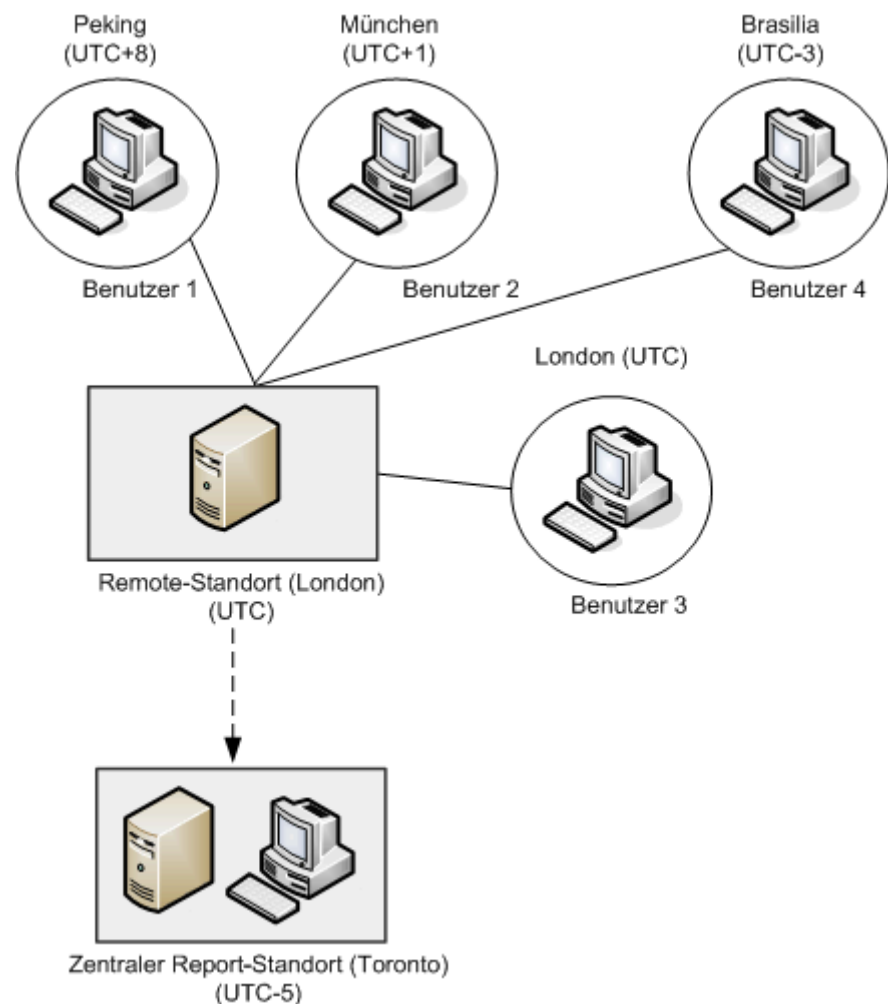 Peking
(UTC+8)
München
(UTC+1)
Brasilia
(UTC-3)
Benutzer 1
Benutzer 2
Benutzer 4
London (UTC)
Remote-Standort (London)
(UTC)
Benutzer 3
Zentraler Report-Standort (Toronto)
(UTC-5)